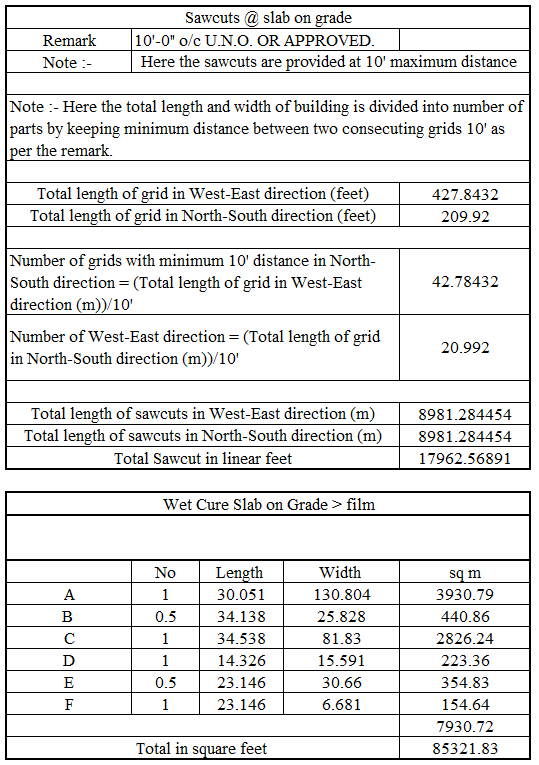 Sawcuts @ slab on grade
Remark 10'-0" o/c U.N.O. OR APPROVED.
Note :- Here the sawcuts are provided at 10' maximum distance
Note :- Here the total length and width of building is divided into number of
parts by keeping minimum distance between two consecuting grids 10' as
per the remark.
Total length of grid in West-East direction (feet) 427.8432
Total length of grid in North-South direction (feet) 209.92
Number of grids with minimum 10' distance in North-
South direction = (Total length of grid in West-East 42.78432
direction (m))/10'
Number of West-East direction = (Total length of grid
in North-South direction (m))/10' 20.992
Total length of sawcuts in West-East direction (m) 8981.284454
Total length of sawcuts in North-South direction (m) 8981.284454
Total Sawcut in linear feet 17962.56891
Wet Cure Slab on Grade > film
No Length Width sq m
A 1 30.051 130.804 3930.79
B 0.5 34.138 25.828 440.86
C 1 34.538 81.83 2826.24
D 1 14.326 15.591 223.36
E 0.5 23.146 30.66 354.83
F 1 23.146 6.681 154.64
7930.72
Total in square feet 85321.83